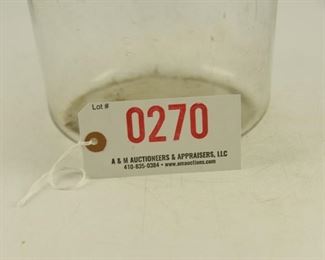 Lot #
0270
A & M AUCTIONEERS & APPRAISERS, LLC
410-835-0384 • www.amauctions.com